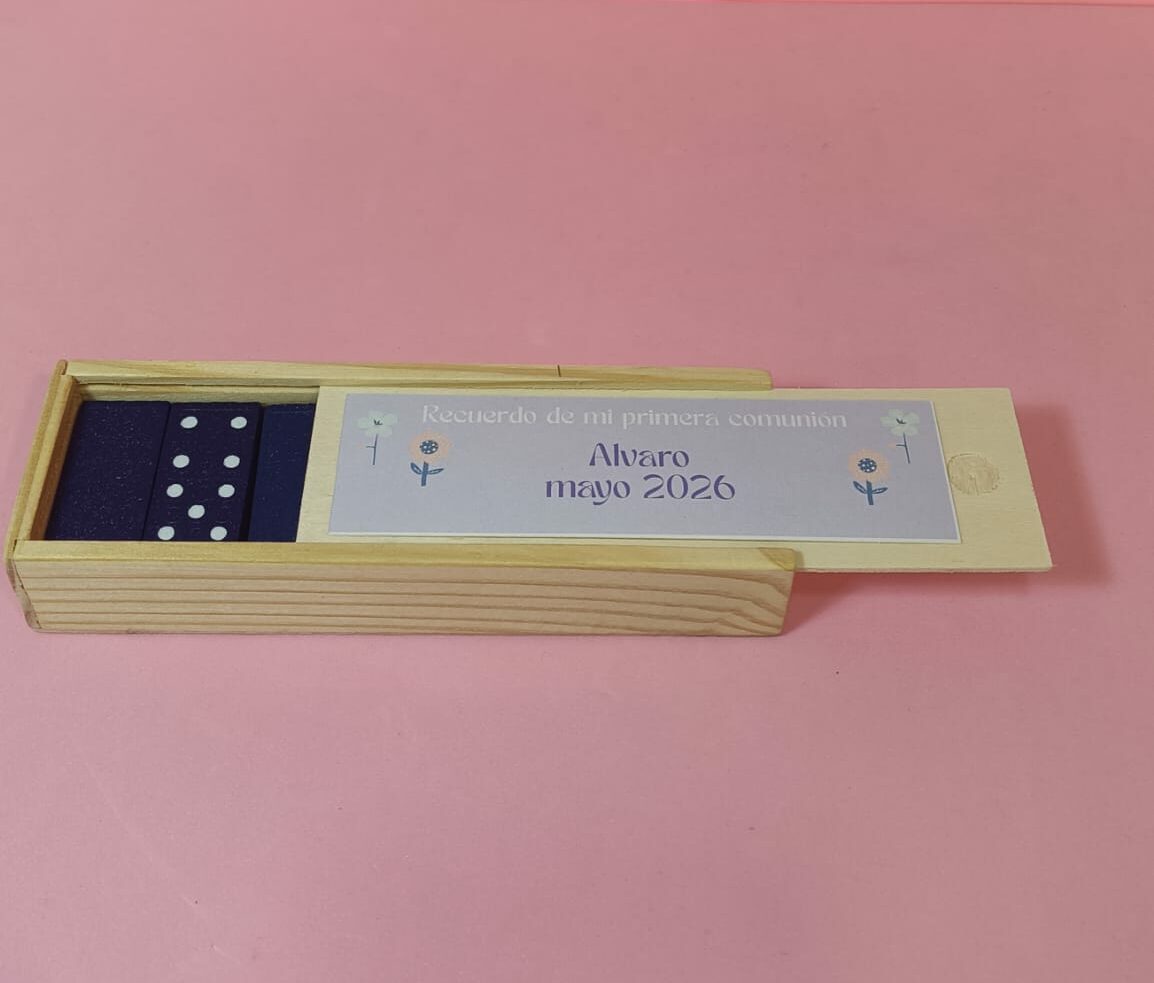 Recuerdo de mi primera comunión
Alvaro
mayo 2026